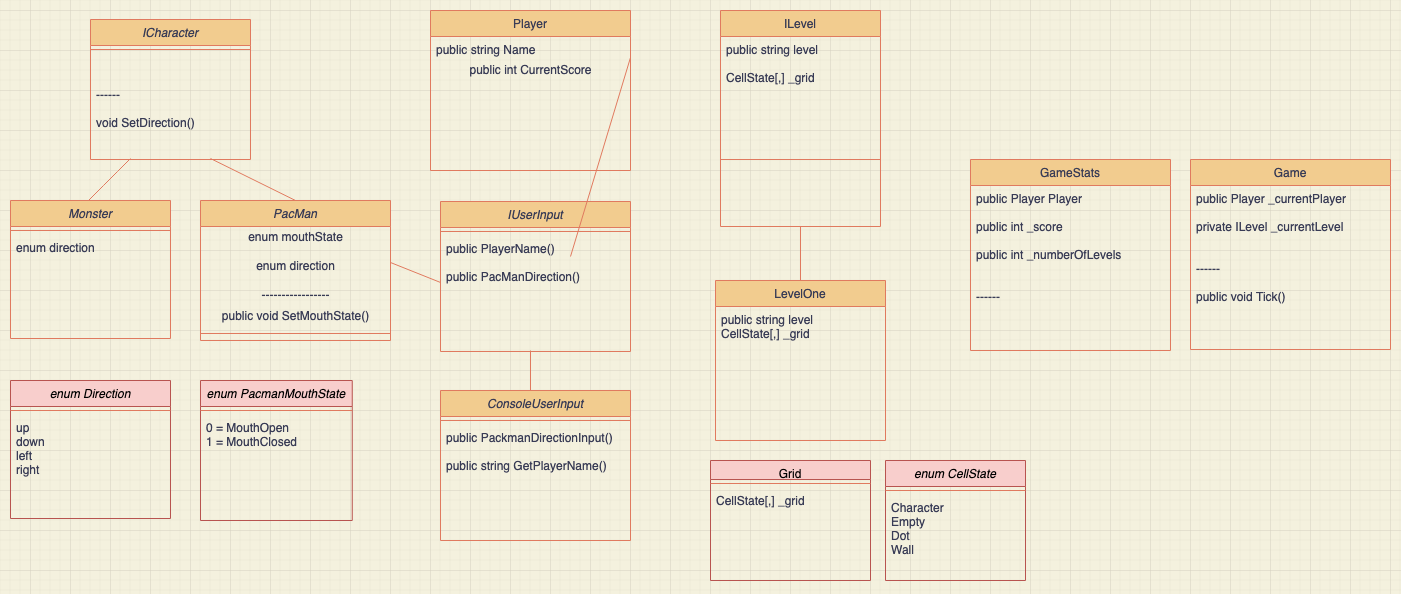 ICharacter
------
void SetDirection()
Player
public string Name
public int CurrentScore
ILevel
public string level
CellState[,] _grid
GameStats
public Player Player
public int _score
public int _numberOfLevels
------
Game
public Player _currentPlayer
private ILevel _currentLevel
------
public void Tick()
Monster
enum direction
PacMan
enum mouthState
enum direction
-----------------
public void SetMouthState()
IUserInput
public PlayerName()
public PacManDirection()
LevelOne
public string level
CellState[,] _grid
enum Direction
up
down
left
right
enum PacmanMouthState
0 = MouthOpen
1 = MouthClosed
ConsoleUserInput
public PackmanDirectionInput()
public string GetPlayerName()
Grid
CellState[,] _grid
enum CellState
Character
Empty
Dot
Wall